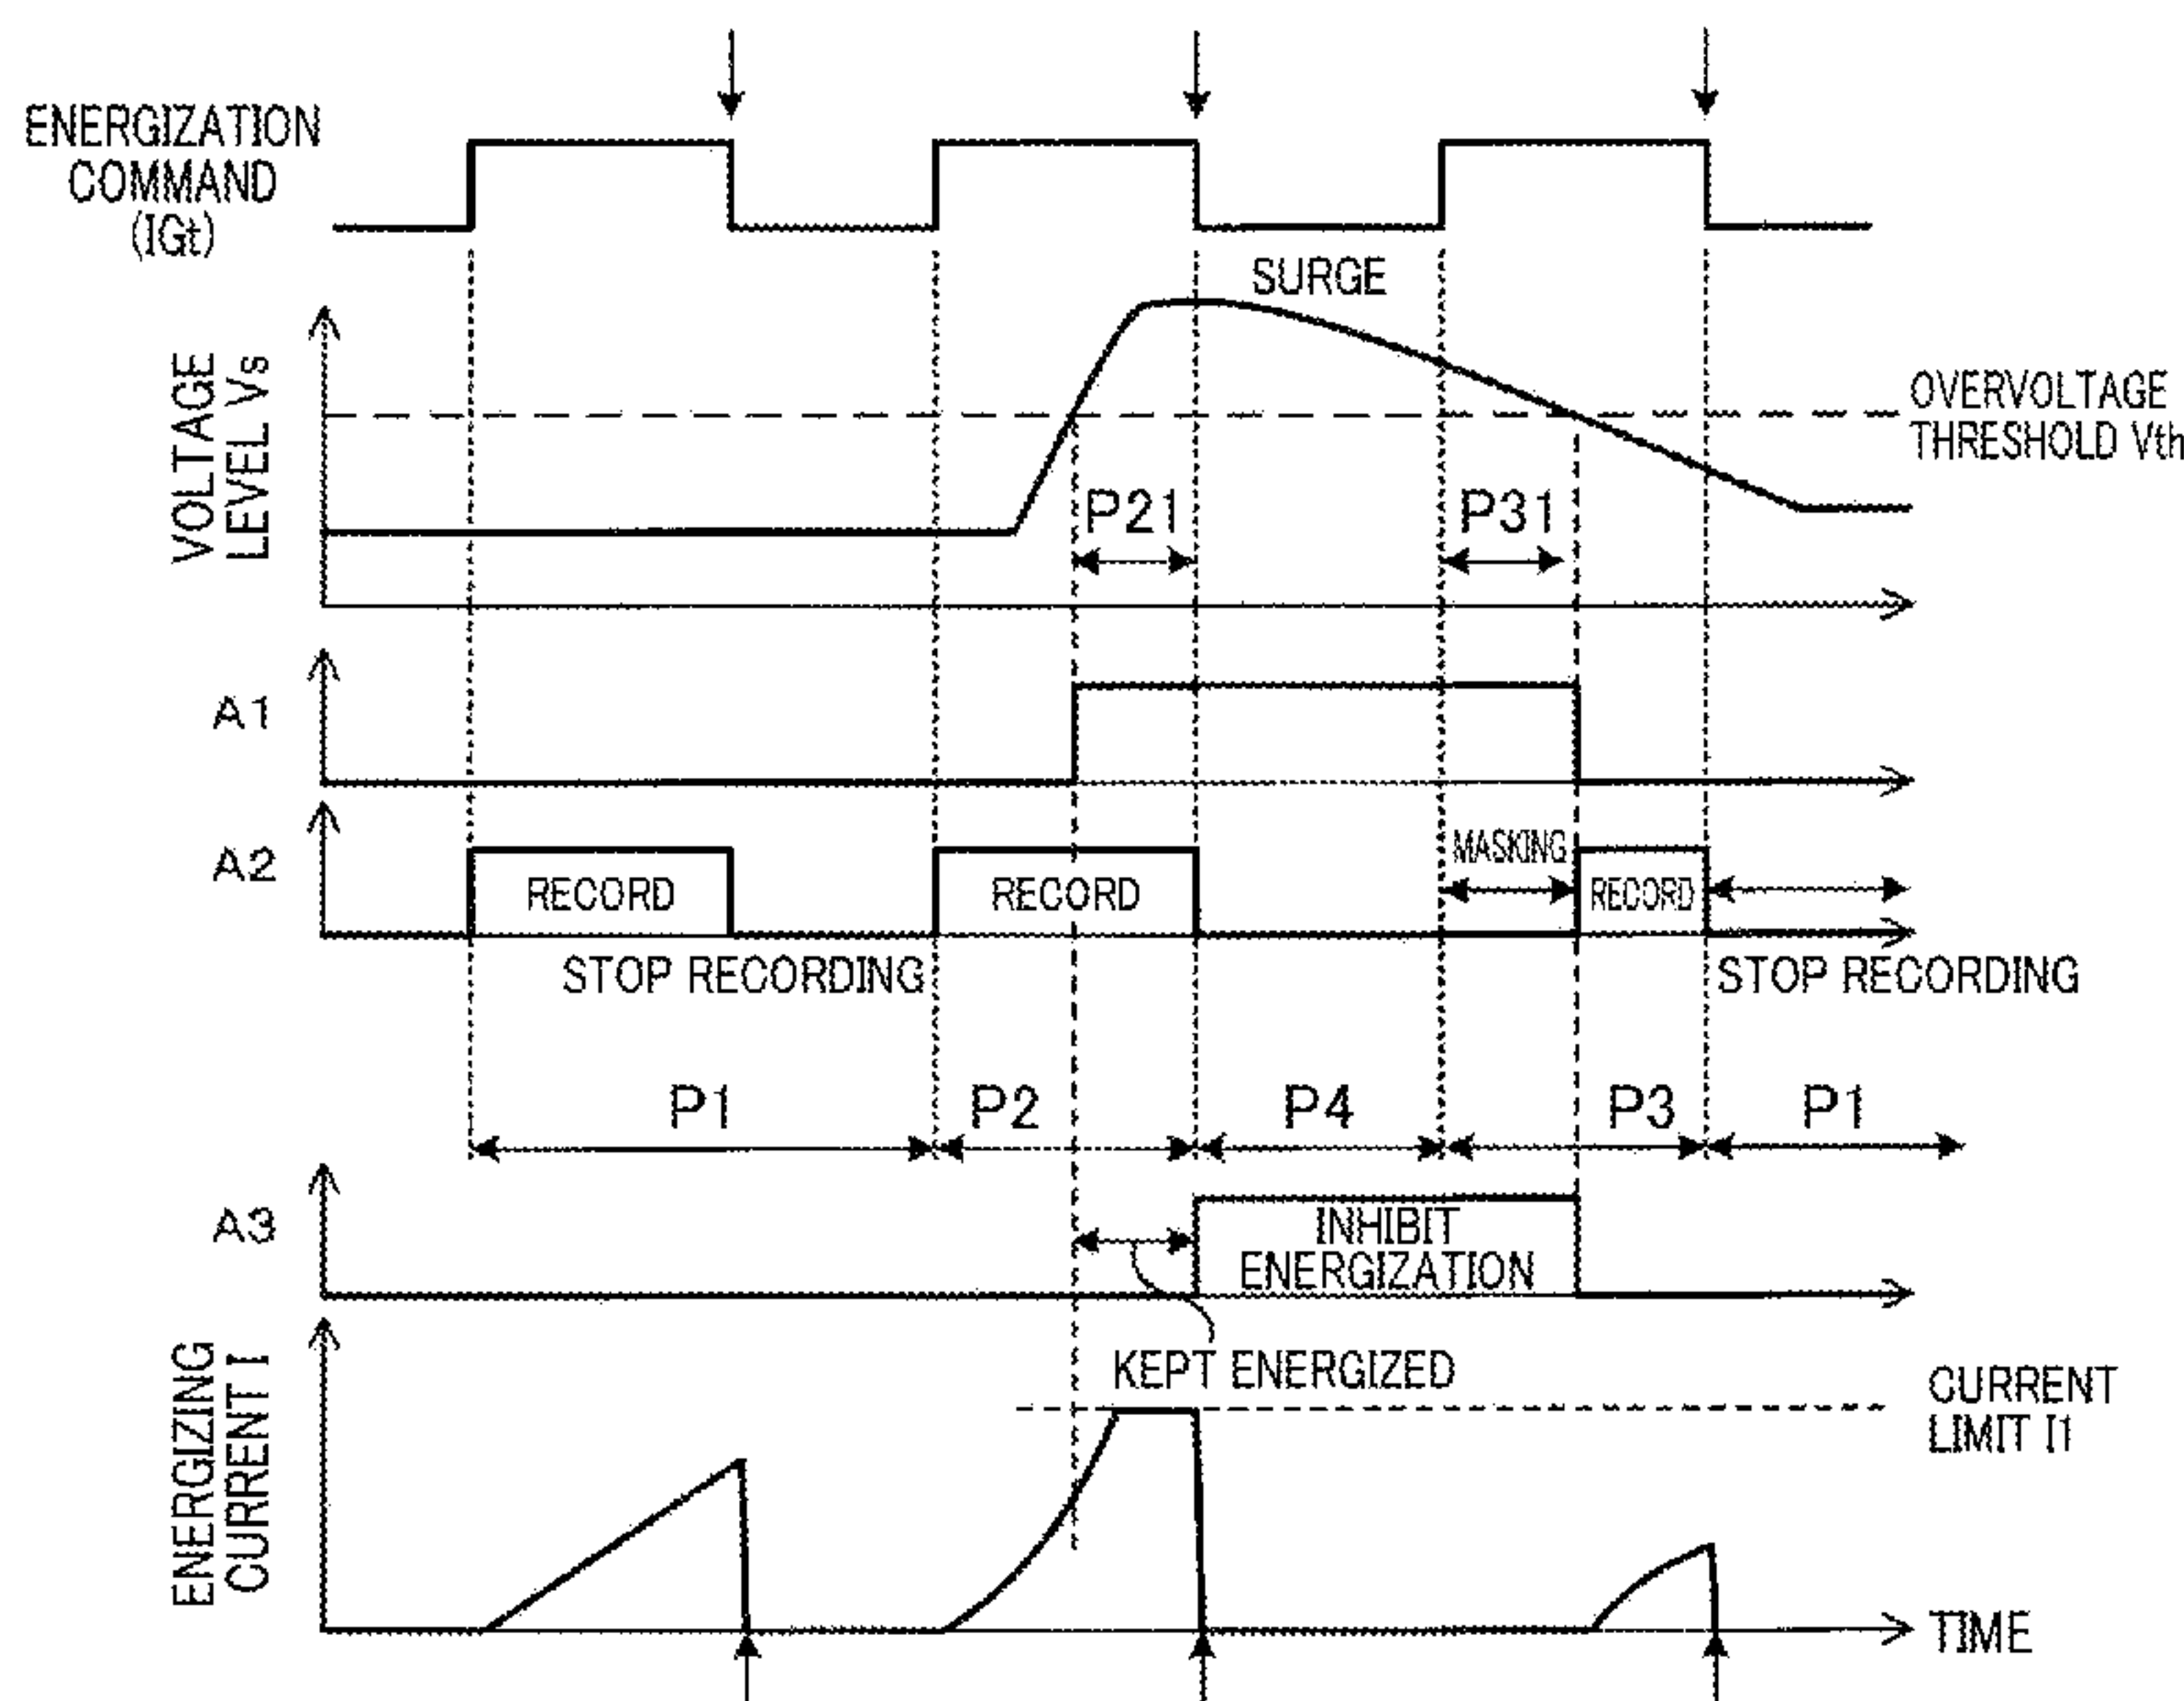 ENERGIZATION
COMMAND
(IGt)
SURGE
VOLTAGE
LEVEL Vs
OVERVOLTAGE
THRESHOLD Vth
P21
P31
A1
A2
RECORD
RECORD
MASKING
RECORD
STOP RECORDING
STOP RECORDING
P1
P2
P4
P3
P1
A3
INHIBIT
ENERGIZATION
KEPT ENERGIZED
ENERGIZING
CURRENT I
CURRENT
LIMIT I1
TIME